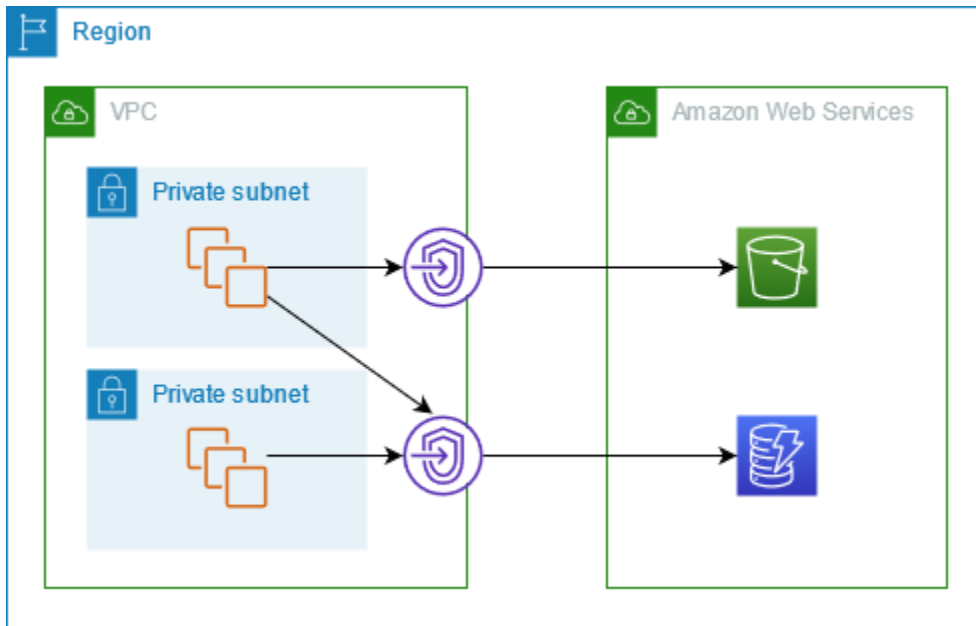 Region
VPC
Amazon Web Services
Private subnet
Private subnet